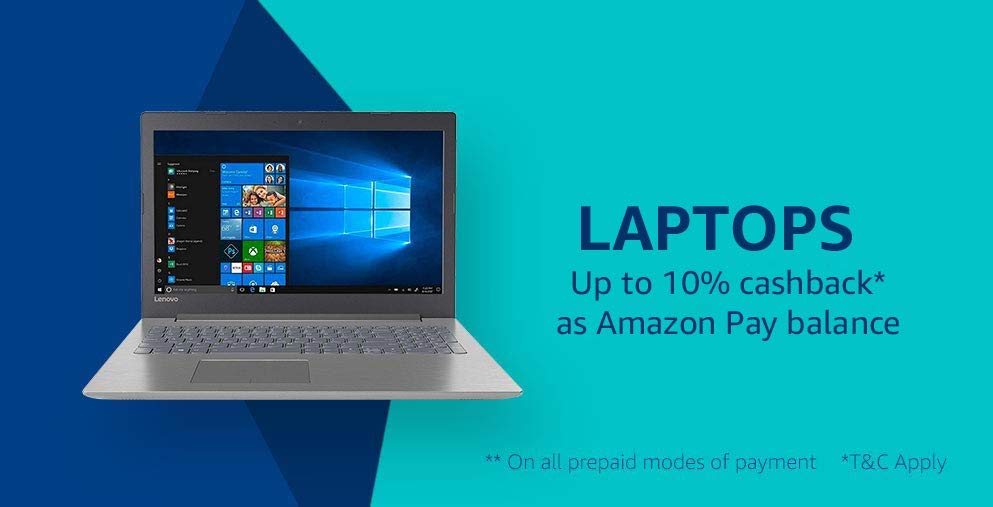 LAPTOPS
Up to 10% cashback*
as Amazon Pay balance
Lenovo
** On all prepaid modes of payment *T&C Apply